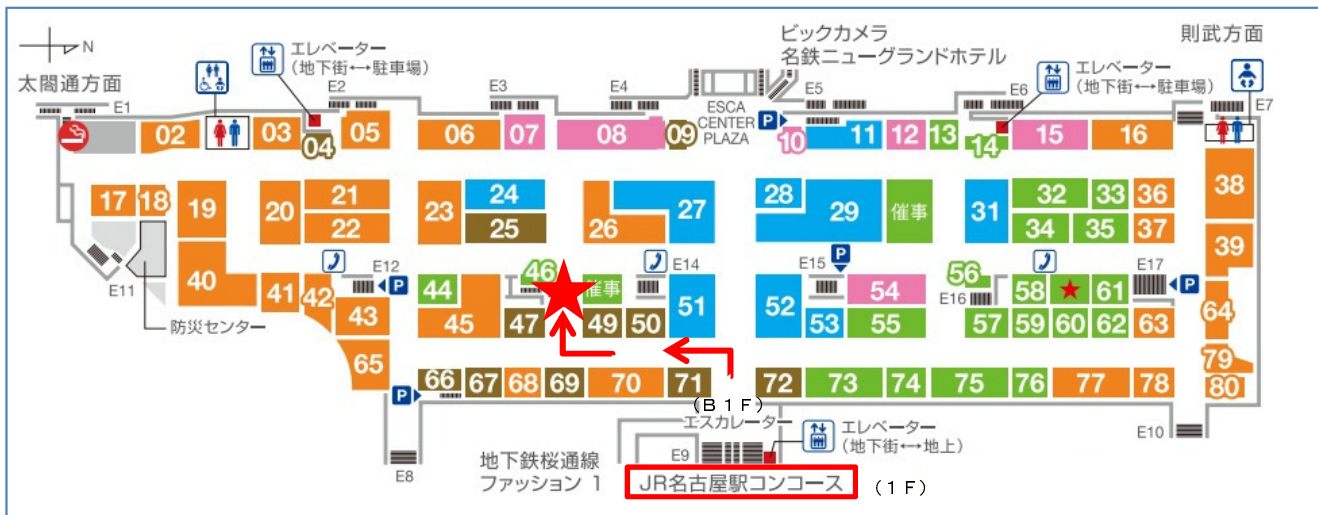 N
太閤通方面
エレベーター
(地下街←→駐車場)
ビックカメラ
名鉄ニューグランドホテル
則武方面
エレベーター
(地下街←→駐車場)
E1
E2
E3
E4
ESCA
CENTER
PLAZA
P
E5
E6
E7
02
03
04
05
06
07
08
09
10
11
12
13
14
15
16
17
18
19
20
21
22
23
24
25
26
27
28
29
催事
31
32
33
34
35
36
37
38
39
E11
防災センター
40
41
42
43
E12
P
44
45
46
47
催事
49
50
E14
51
52
E15
P
53
54
55
56
E16
57
58
59
60
61
62
E17
P
63
64
65
P
66
67
68
69
70
71
72
73
74
75
76
77
78
79
80
(B1F)
エスカレーター
E8
地下鉄桜通線
ファッション 1
E9
エレベーター
(地下街←→地上)
E10
JR名古屋駅コンコース
(1F)